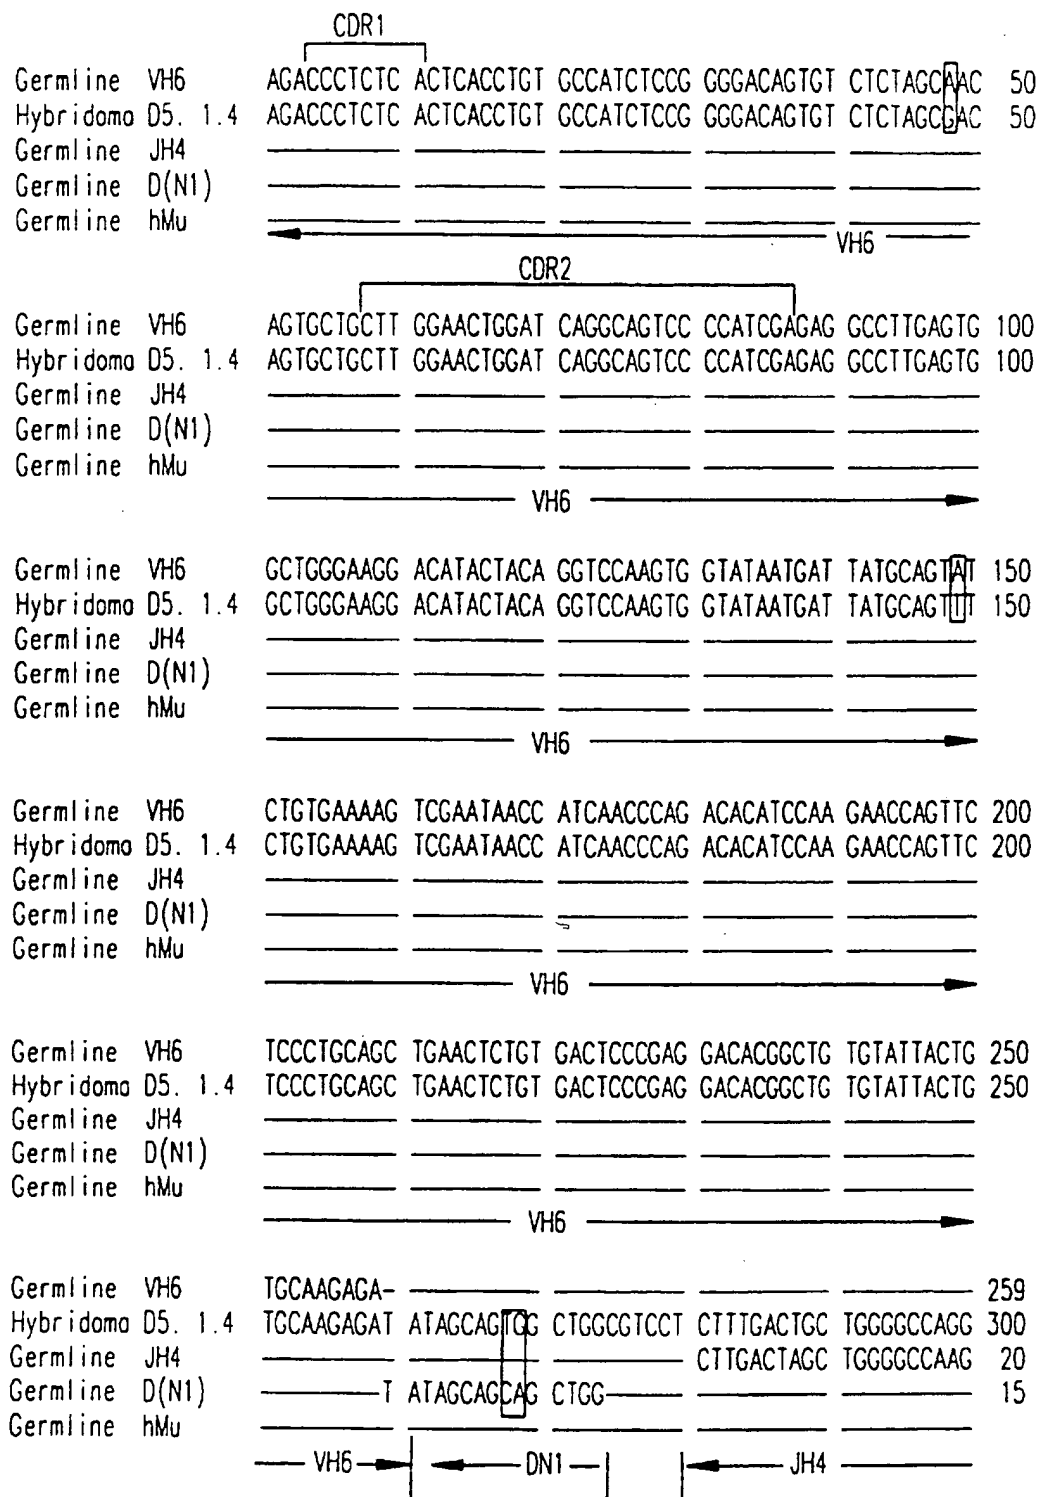 CDR1
Germline VH6 AGACCCTCTC ACTCACCTGT GCCATCTCCG GGGACAGTGT CTCTAGCAAC 50
Hybridoma D5. 1.4 AGACCCTCTC ACTCACCTGT GCCATCTCCG GGGACAGTGT CTCTAGCGAC 50
Germline JH4
Germline D(N1)
Germline hMu
VH6
CDR2
Germline VH6 AGTGCTGCTT GGAACTGGAT CAGGCAGTCC CCATCGAGAG GCCTTGAGTG 100
Hybridoma D5. 1.4 AGTGCTGCTT GGAACTGGAT CAGGCAGTCC CCATCGAGAG GCCTTGAGTG 100
Germline JH4
Germline D(N1)
Germline hMu
VH6
Germline VH6 GCTGGGAAGG ACATACTACA GGTCCAAGTG GTATAATGAT TATGCAGTAT 150
Hybridoma D5. 1.4 GCTGGGAAGG ACATACTACA GGTCCAAGTG GTATAATGAT TATGCAGTTT 150
Germline JH4
Germline D(N1)
Germline hMu
VH6
Germline VH6 CTGTGAAAAG TCGAATAACC ATCAACCCAG ACACATCCAA GAACCAGTTC 200
Hybridoma D5. 1.4 CTGTGAAAAG TCGAATAACC ATCAACCCAG ACACATCCAA GAACCAGTTC 200
Germline JH4
Germline D(N1)
Germline hMu
VH6
Germline VH6 TCCCTGCAGC TGAACTCTGT GACTCCCGAG GACACGGCTG TGTATTACTG 250
Hybridoma D5. 1.4 TCCCTGCAGC TGAACTCTGT GACTCCCGAG GACACGGCTG TGTATTACTG 250
Germline JH4
Germline D(N1)
Germline hMu
VH6
Germline VH6 TGCAAGAGA- 259
Hybridoma D5. 1.4 TGCAAGAGAT ATAGCAGTGG CTGGCGTCCT CTTTGACTGC TGGGGCCAGG 300
Germline JH4 CTTGACTAGC TGGGGCCAAG 20
Germline D(N1) T ATAGCAGCAG CTGG 15
Germline hMu
VH6 DN1 JH4